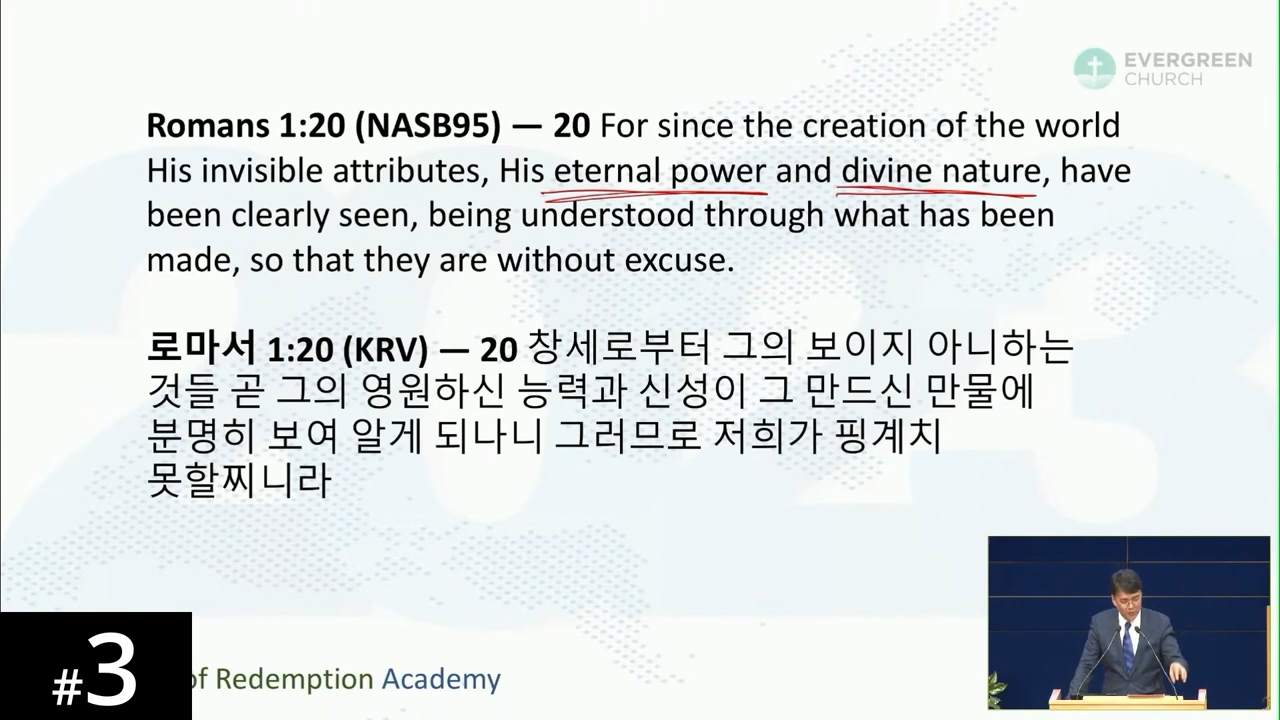 EVERGREEN
CHURCH
Romans 1:20 (NASB95) — 20 For since the creation of the world
His invisible attributes, His eternal power and divine nature, have
been clearly seen, being understood through what has been
made, so that they are without excuse.
로마서 1:20 (KRV) — 20 창세로부터 그의 보이지 아니하는
것들 곧 그의 영원하신 능력과 신성이 그 만드신 만물에
분명히 보여 알게 되나니 그러므로 저희가 핑계치
못할찌니라
#3
of Redemption Academy